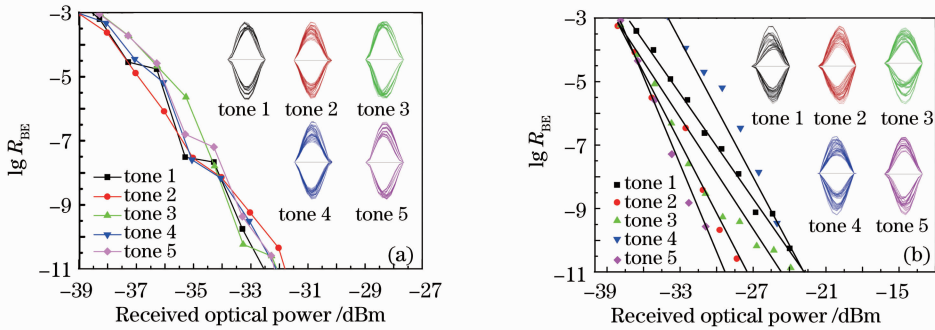 -3
-5
-7
-9
-11
lg R_BE
tone 1
tone 2
tone 3
tone 4
tone 5
tone 1
tone 2
tone 3
tone 4
tone 5
(a)
-39 -37 -35 -33 -31 -29 -27
Received optical power /dBm
-3
-5
-7
-9
-11
lg R_BE
tone 1
tone 2
tone 3
tone 4
tone 5
tone 1
tone 2
tone 3
tone 4
tone 5
(b)
-39 -33 -27 -21 -15
Received optical power /dBm